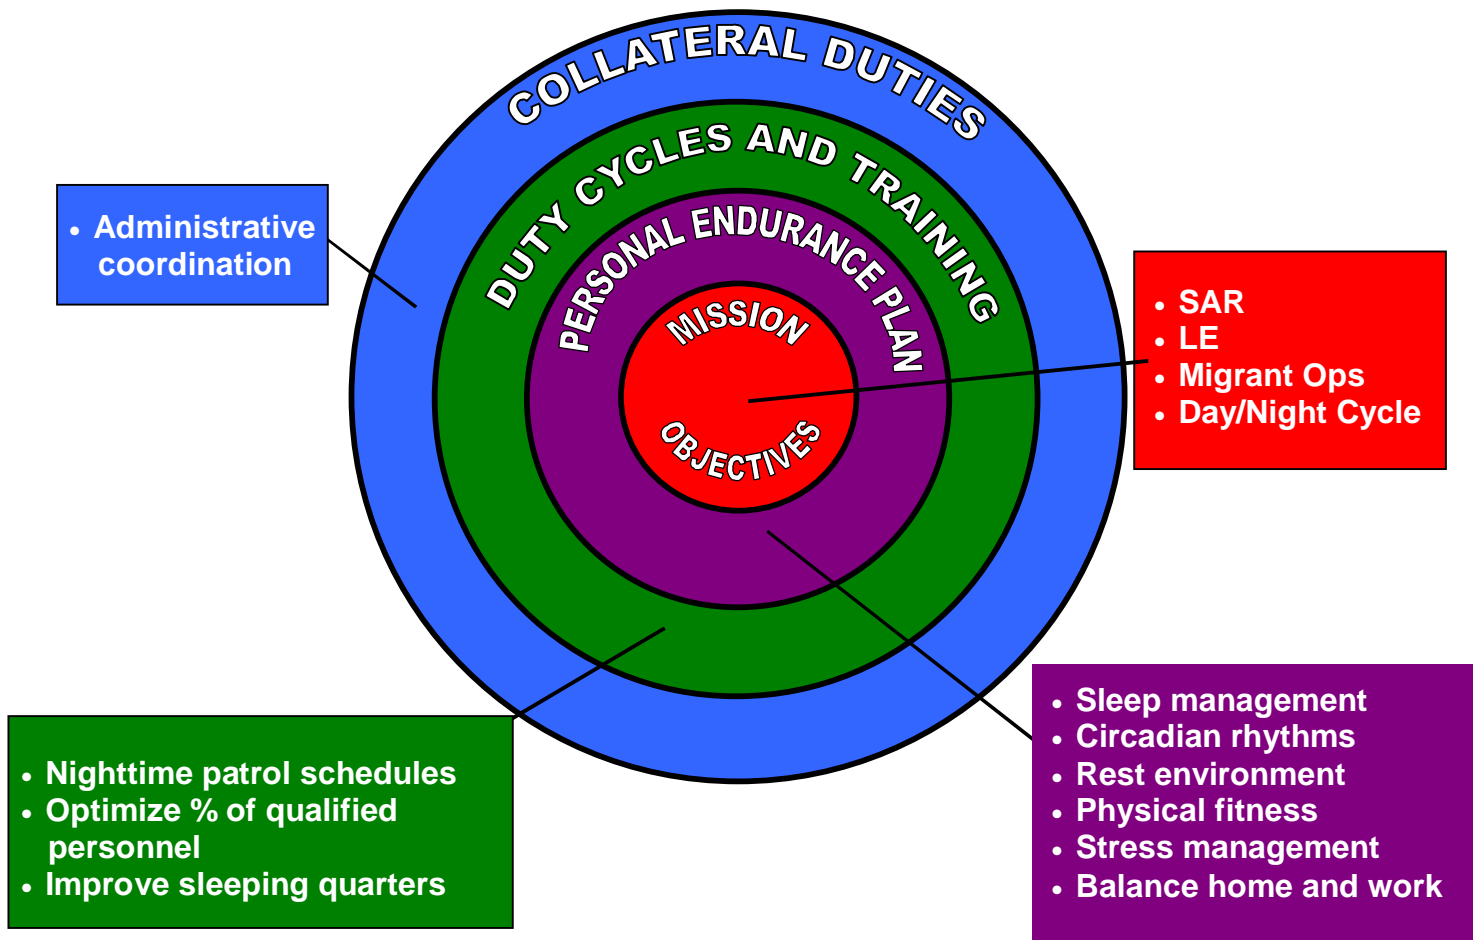 COLLATERAL DUTIES
DUTY CYCLES AND TRAINING
PERSONAL ENDURANCE PLAN
MISSION
OBJECTIVES
• Administrative
coordination
• SAR
• LE
• Migrant Ops
• Day/Night Cycle
• Nighttime patrol schedules
• Optimize % of qualified
personnel
• Improve sleeping quarters
• Sleep management
• Circadian rhythms
• Rest environment
• Physical fitness
• Stress management
• Balance home and work